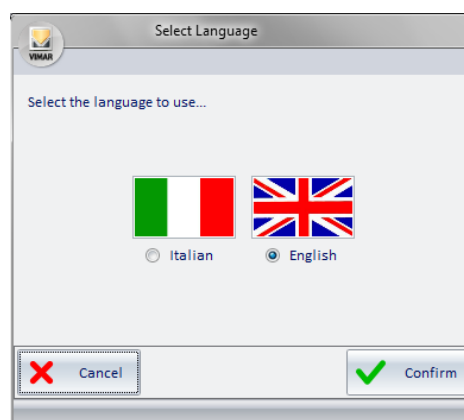 Select Language
VIMAR
Select the language to use...
Italian
English
Cancel
Confirm